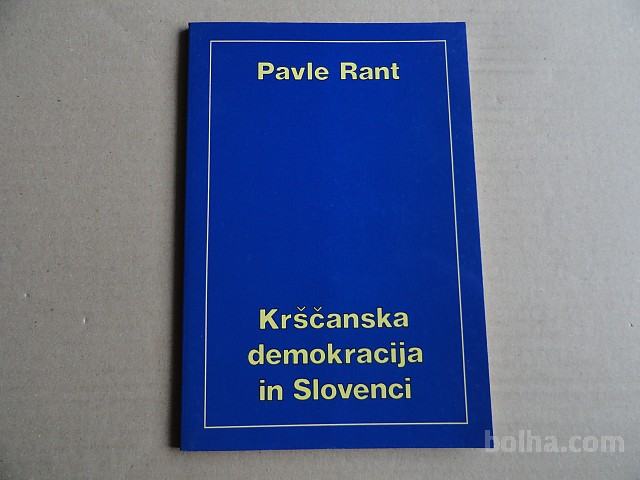 Pavle Rant
Krščanska
demokracija
in Slovenci
bolha.com